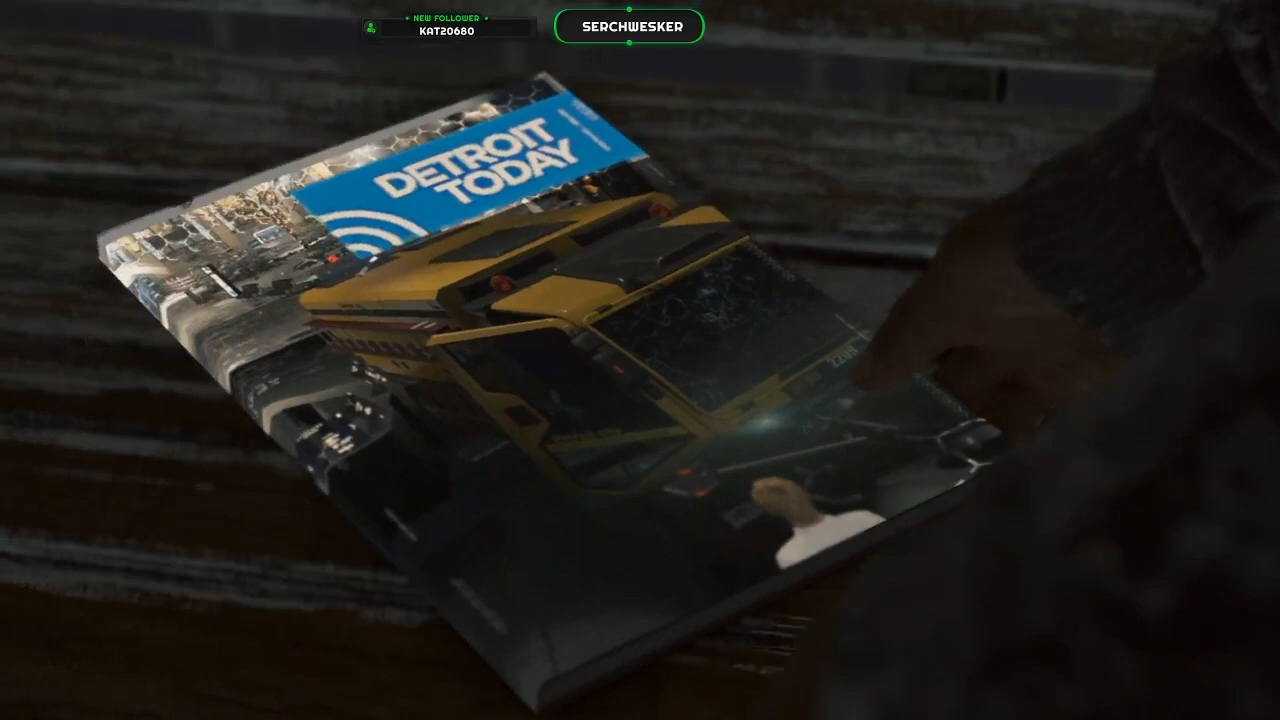 NEW FOLLOWER
KAT20680
SERCHWESKER
DETROIT
TODAY